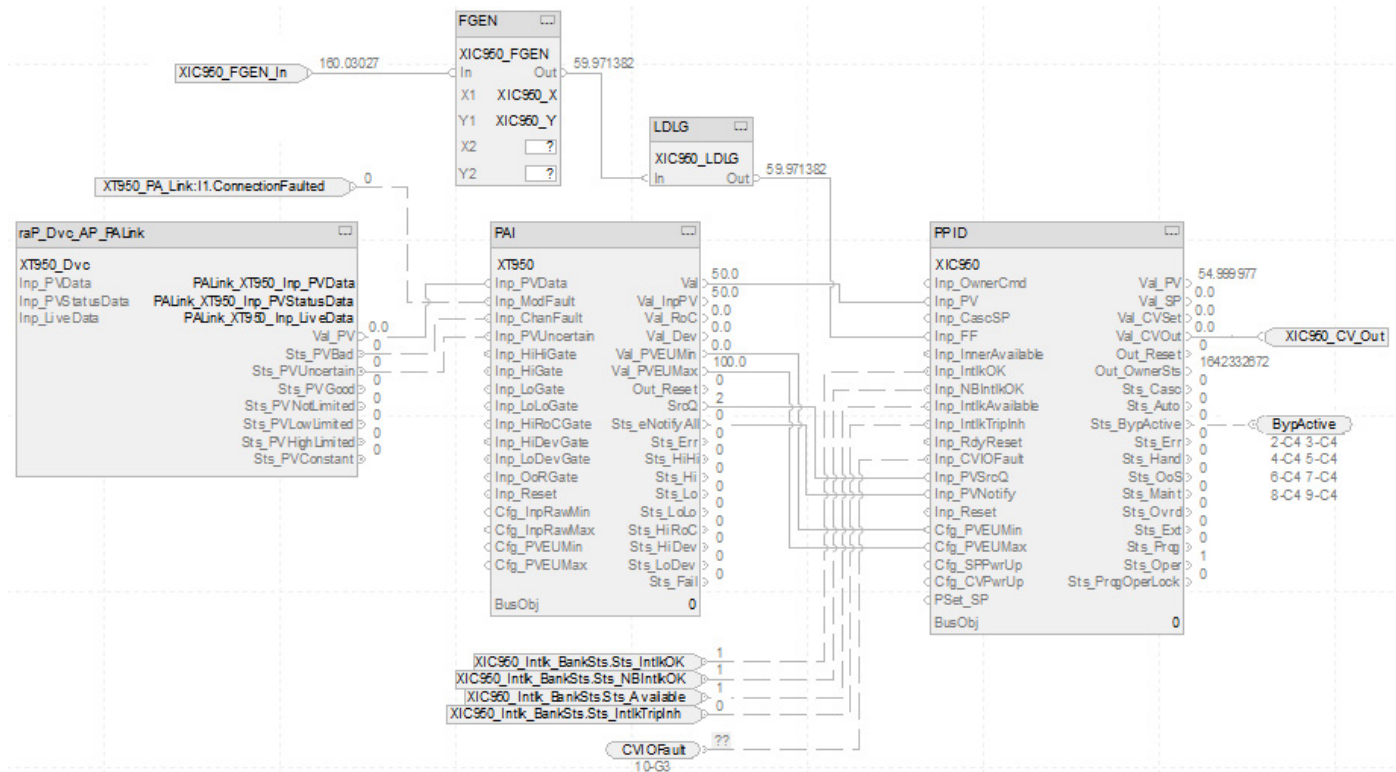 FGEN
XIC950_FGEN
XIC950_FGEN_In
160.03027
In
Out
59.971382
X1
XIC950_X
Y1
XIC950_Y
X2
?
Y2
?
LDLG
XIC950_LDLG
In
Out
59.971382
XT950_PA_Link:I1.ConnectionFaulted
0
raP_Dvc_AP_PALink
XT950_Dvc
Inp_PVData PALink_XT950_Inp_PVData
Inp_PVStatusData PALink_XT950_Inp_PVStatusData
Inp_LiveData PALink_XT950_Inp_LiveData
Val_PV 0.0
Sts_PVBad 0
Sts_PVUncertain 0
Sts_PVGood 0
Sts_PVNotLimited 0
Sts_PVLowLimited 0
Sts_PVHighLimited 0
Sts_PVConstant 0
PAI
XT950
Inp_PVData Val 50.0
Inp_ModFault Val_InpPV 50.0
Inp_ChanFault Val_RoC 0.0
Inp_PVUncertain Val_Dev 0.0
Inp_HiHiGate Val_PVEUMin 0.0
Inp_HiGate Val_PVEUMax 100.0
Inp_LoGate Out_Reset 0
Inp_LoLoGate SrcQ 2
Inp_HiRoCGate Sts_eNotifyAll 0
Inp_HiDevGate Sts_Err 0
Inp_LoDevGate Sts_HiHi 0
Inp_OoRGate Sts_Hi 0
Inp_Reset Sts_Lo 0
Cfg_InpRawMin Sts_LoLo 0
Cfg_InpRawMax Sts_HiRoC 0
Cfg_PVEUMin Sts_HiDev 0
Cfg_PVEUMax Sts_LoDev 0
Sts_Fail 0
BusObj 0
PPID
XIC950
Inp_OwnerCmd Val_PV 54.999977
Inp_PV Val_SP 0.0
Inp_CascSP Val_CVSet 0.0
Inp_FF Val_CVOut 0.0
Inp_InnerAvailable Out_Reset 0
Inp_IntlkOK Out_OwnerSts 1642332672
Inp_NBIntlkOK Sts_Casc 0
Inp_IntlkAvailable Sts_Auto 0
Inp_IntlkTripInh Sts_BypActive 0
Inp_RdyReset Sts_Err 0
Inp_CVIOFault Sts_Hand 0
Inp_PVSrcQ Sts_OoS 0
Inp_PVNotify Sts_Maint 0
Inp_Reset Sts_Ovrd 0
Cfg_PVEUMin Sts_Ext 0
Cfg_PVEUMax Sts_Prog 0
Cfg_SPPwrUp Sts_Oper 1
Cfg_CVPwrUp Sts_ProgOperLock 0
PSet_SP
BusObj 0
XIC950_CV_Out
BypActive
2-C4 3-C4
4-C4 5-C4
6-C4 7-C4
8-C4 9-C4
XIC950_Intlk_BankSts.Sts_IntlkOK 1
XIC950_Intlk_BankSts.Sts_NBIntlkOK 1
XIC950_Intlk_BankSts.Sts_Available 1
XIC950_Intlk_BankSts.Sts_IntlkTripInh 0
CVIOFault ??
10-G3